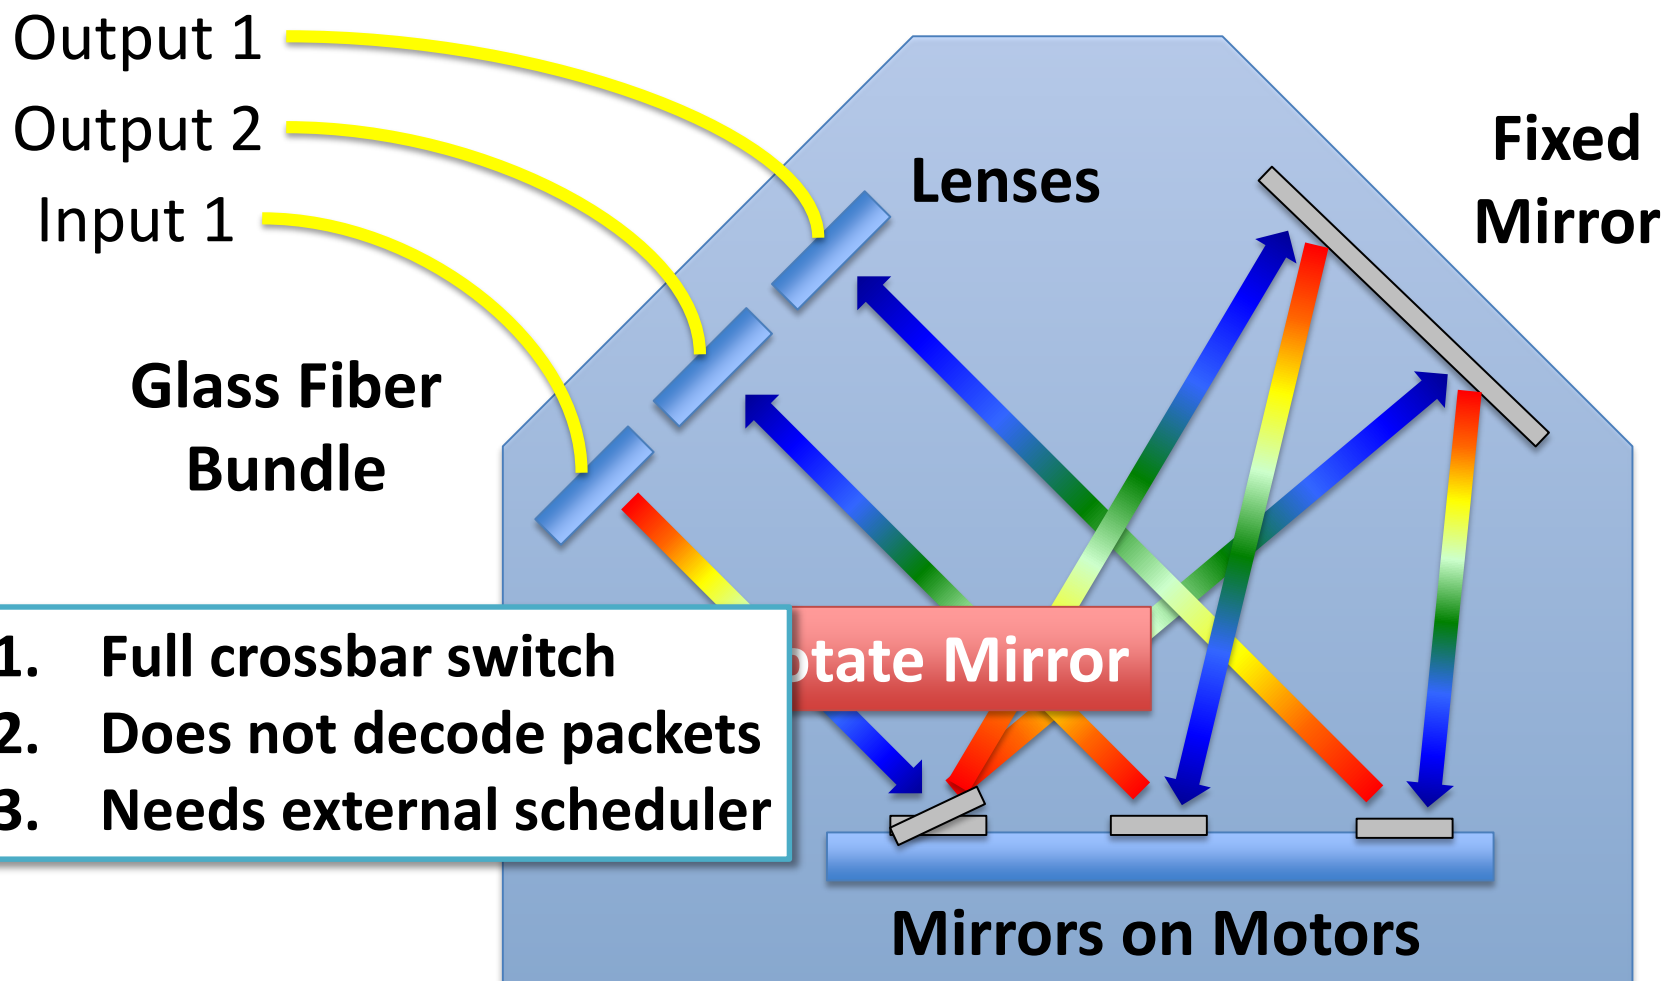 Output 1
Output 2
Input 1
Lenses
Fixed
Mirror
Glass Fiber
Bundle
otate Mirror
1. Full crossbar switch
2. Does not decode packets
3. Needs external scheduler
Mirrors on Motors